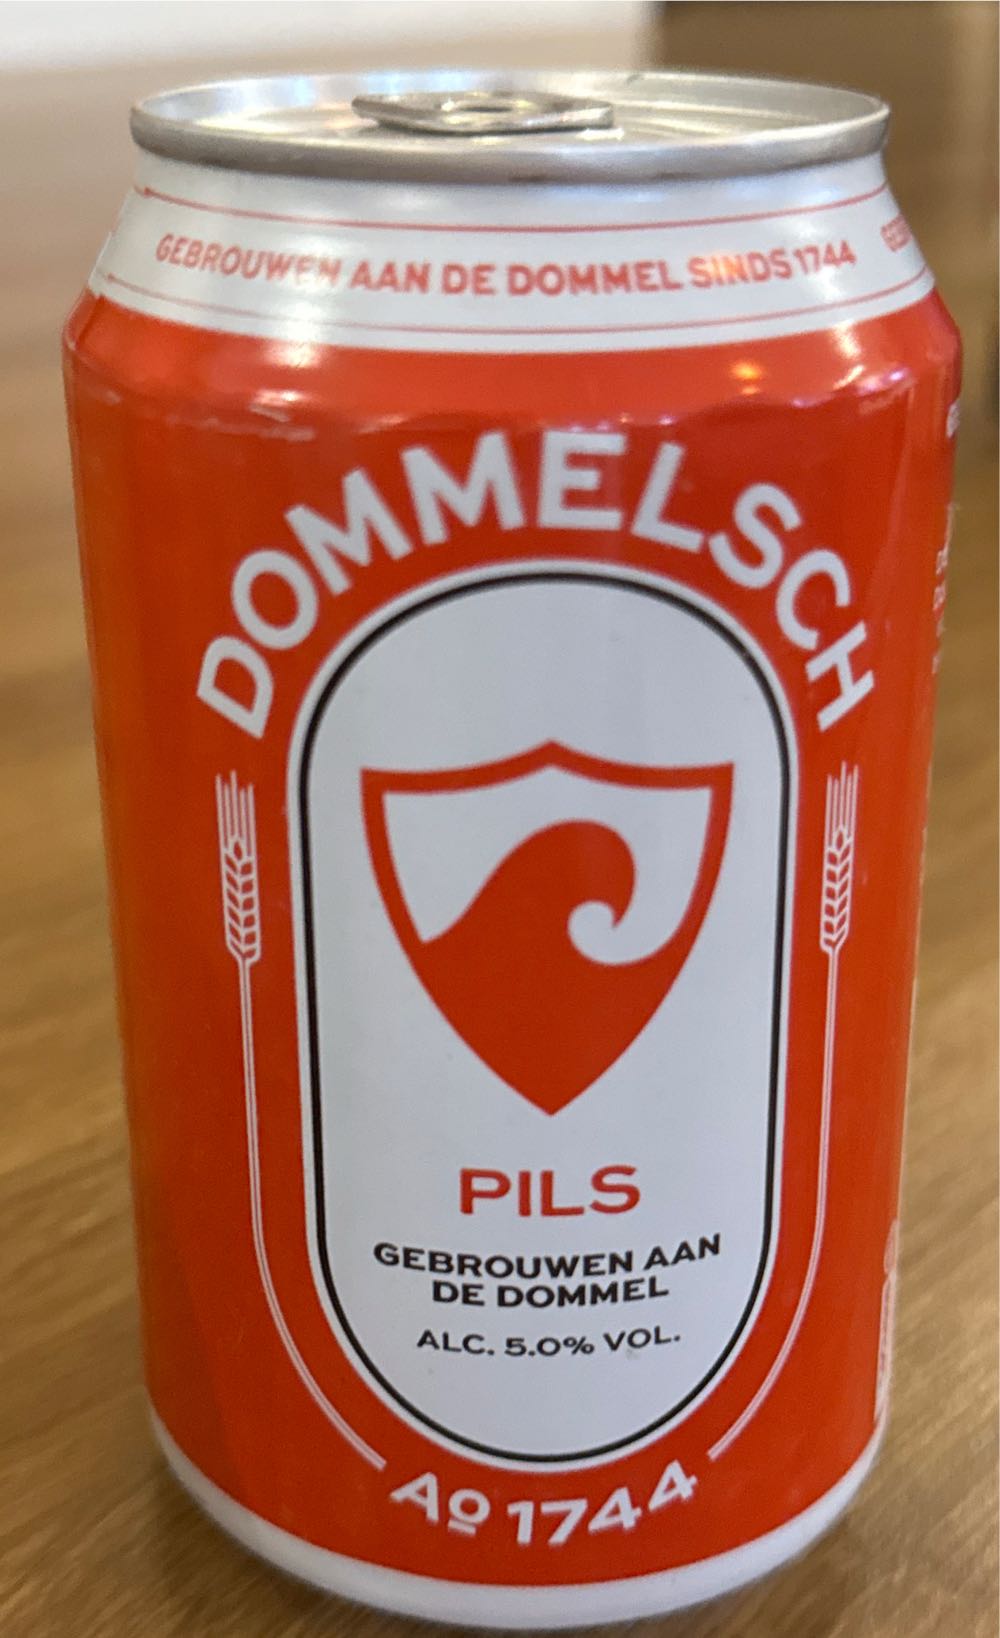 GEBROUWEN AAN DE DOMMEL SINDS 1744
DOMMELSCH
PILS
GEBROUWEN AAN
DE DOMMEL
ALC. 5.0% VOL.
Aº 1744